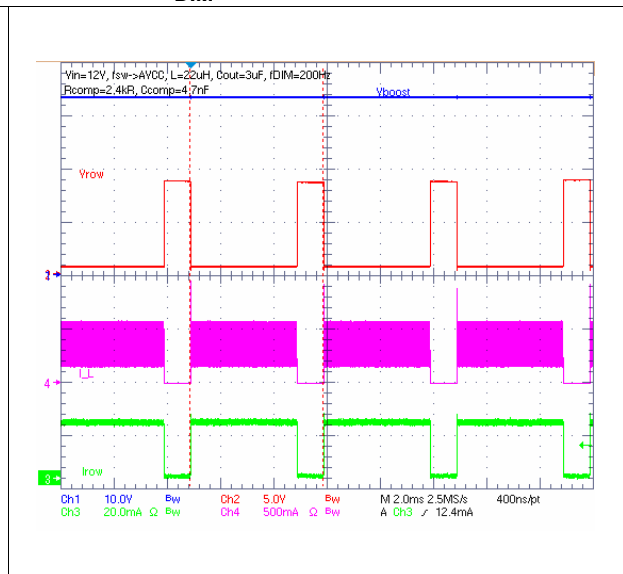 Vin=12V, fsw->AVCC, L=22uH, Cout=3uF, fDIM=200Hz
Rcomp=2.4kR, Ccomp=4.7nF
Vboost
Vrow
I_L
4
Irow
3
Ch1 10.0V Bw Ch2 5.0V Bw M 2.0ms 2.5MS/s 400ns/pt
Ch3 20.0mA Ω Bw Ch4 500mA Ω Bw A Ch3 / 12.4mA